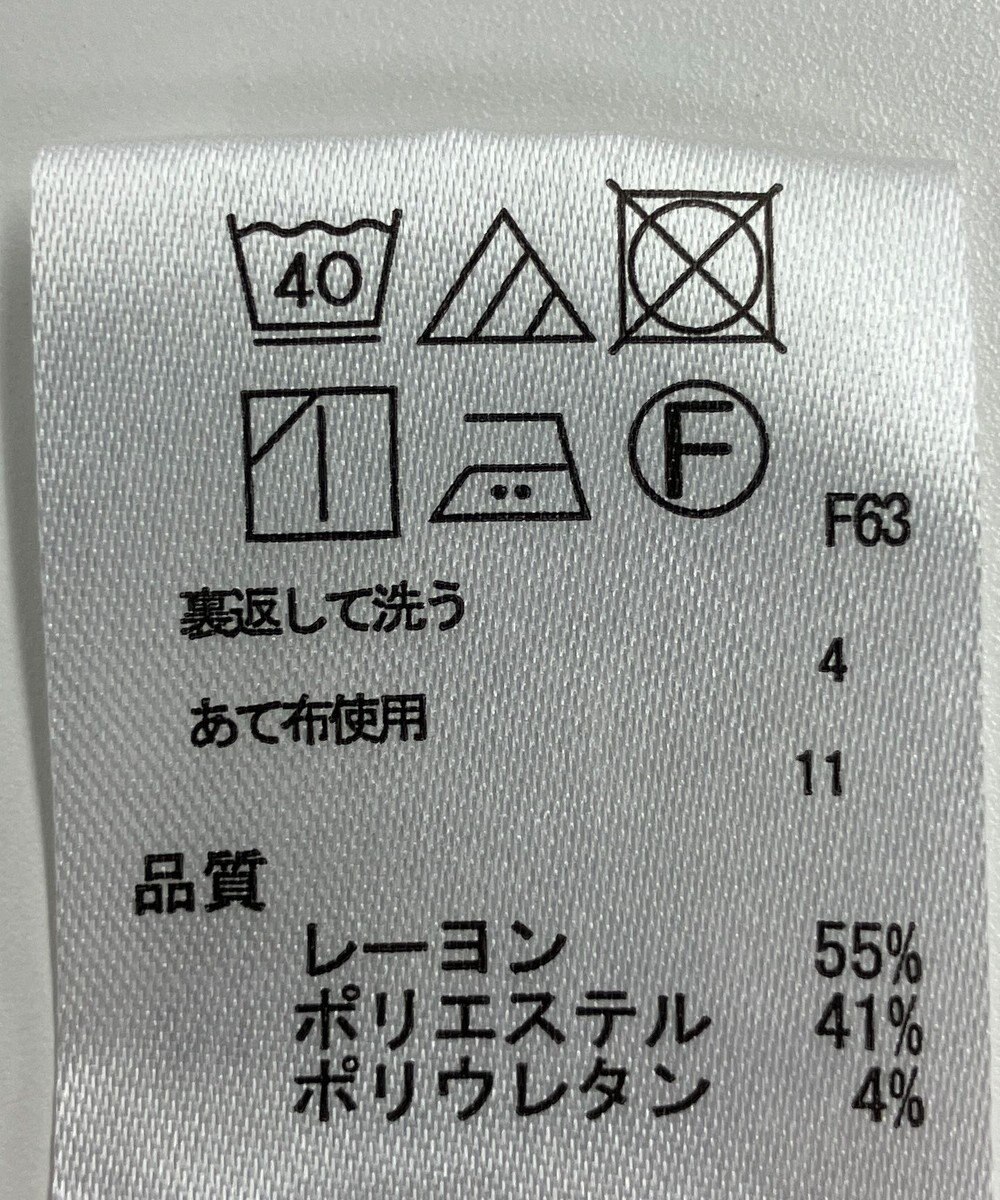 40
F
F63
裏返して洗う
4
あて布使用
11
品質
レーヨン 55%
ポリエステル 41%
ポリウレタン 4%